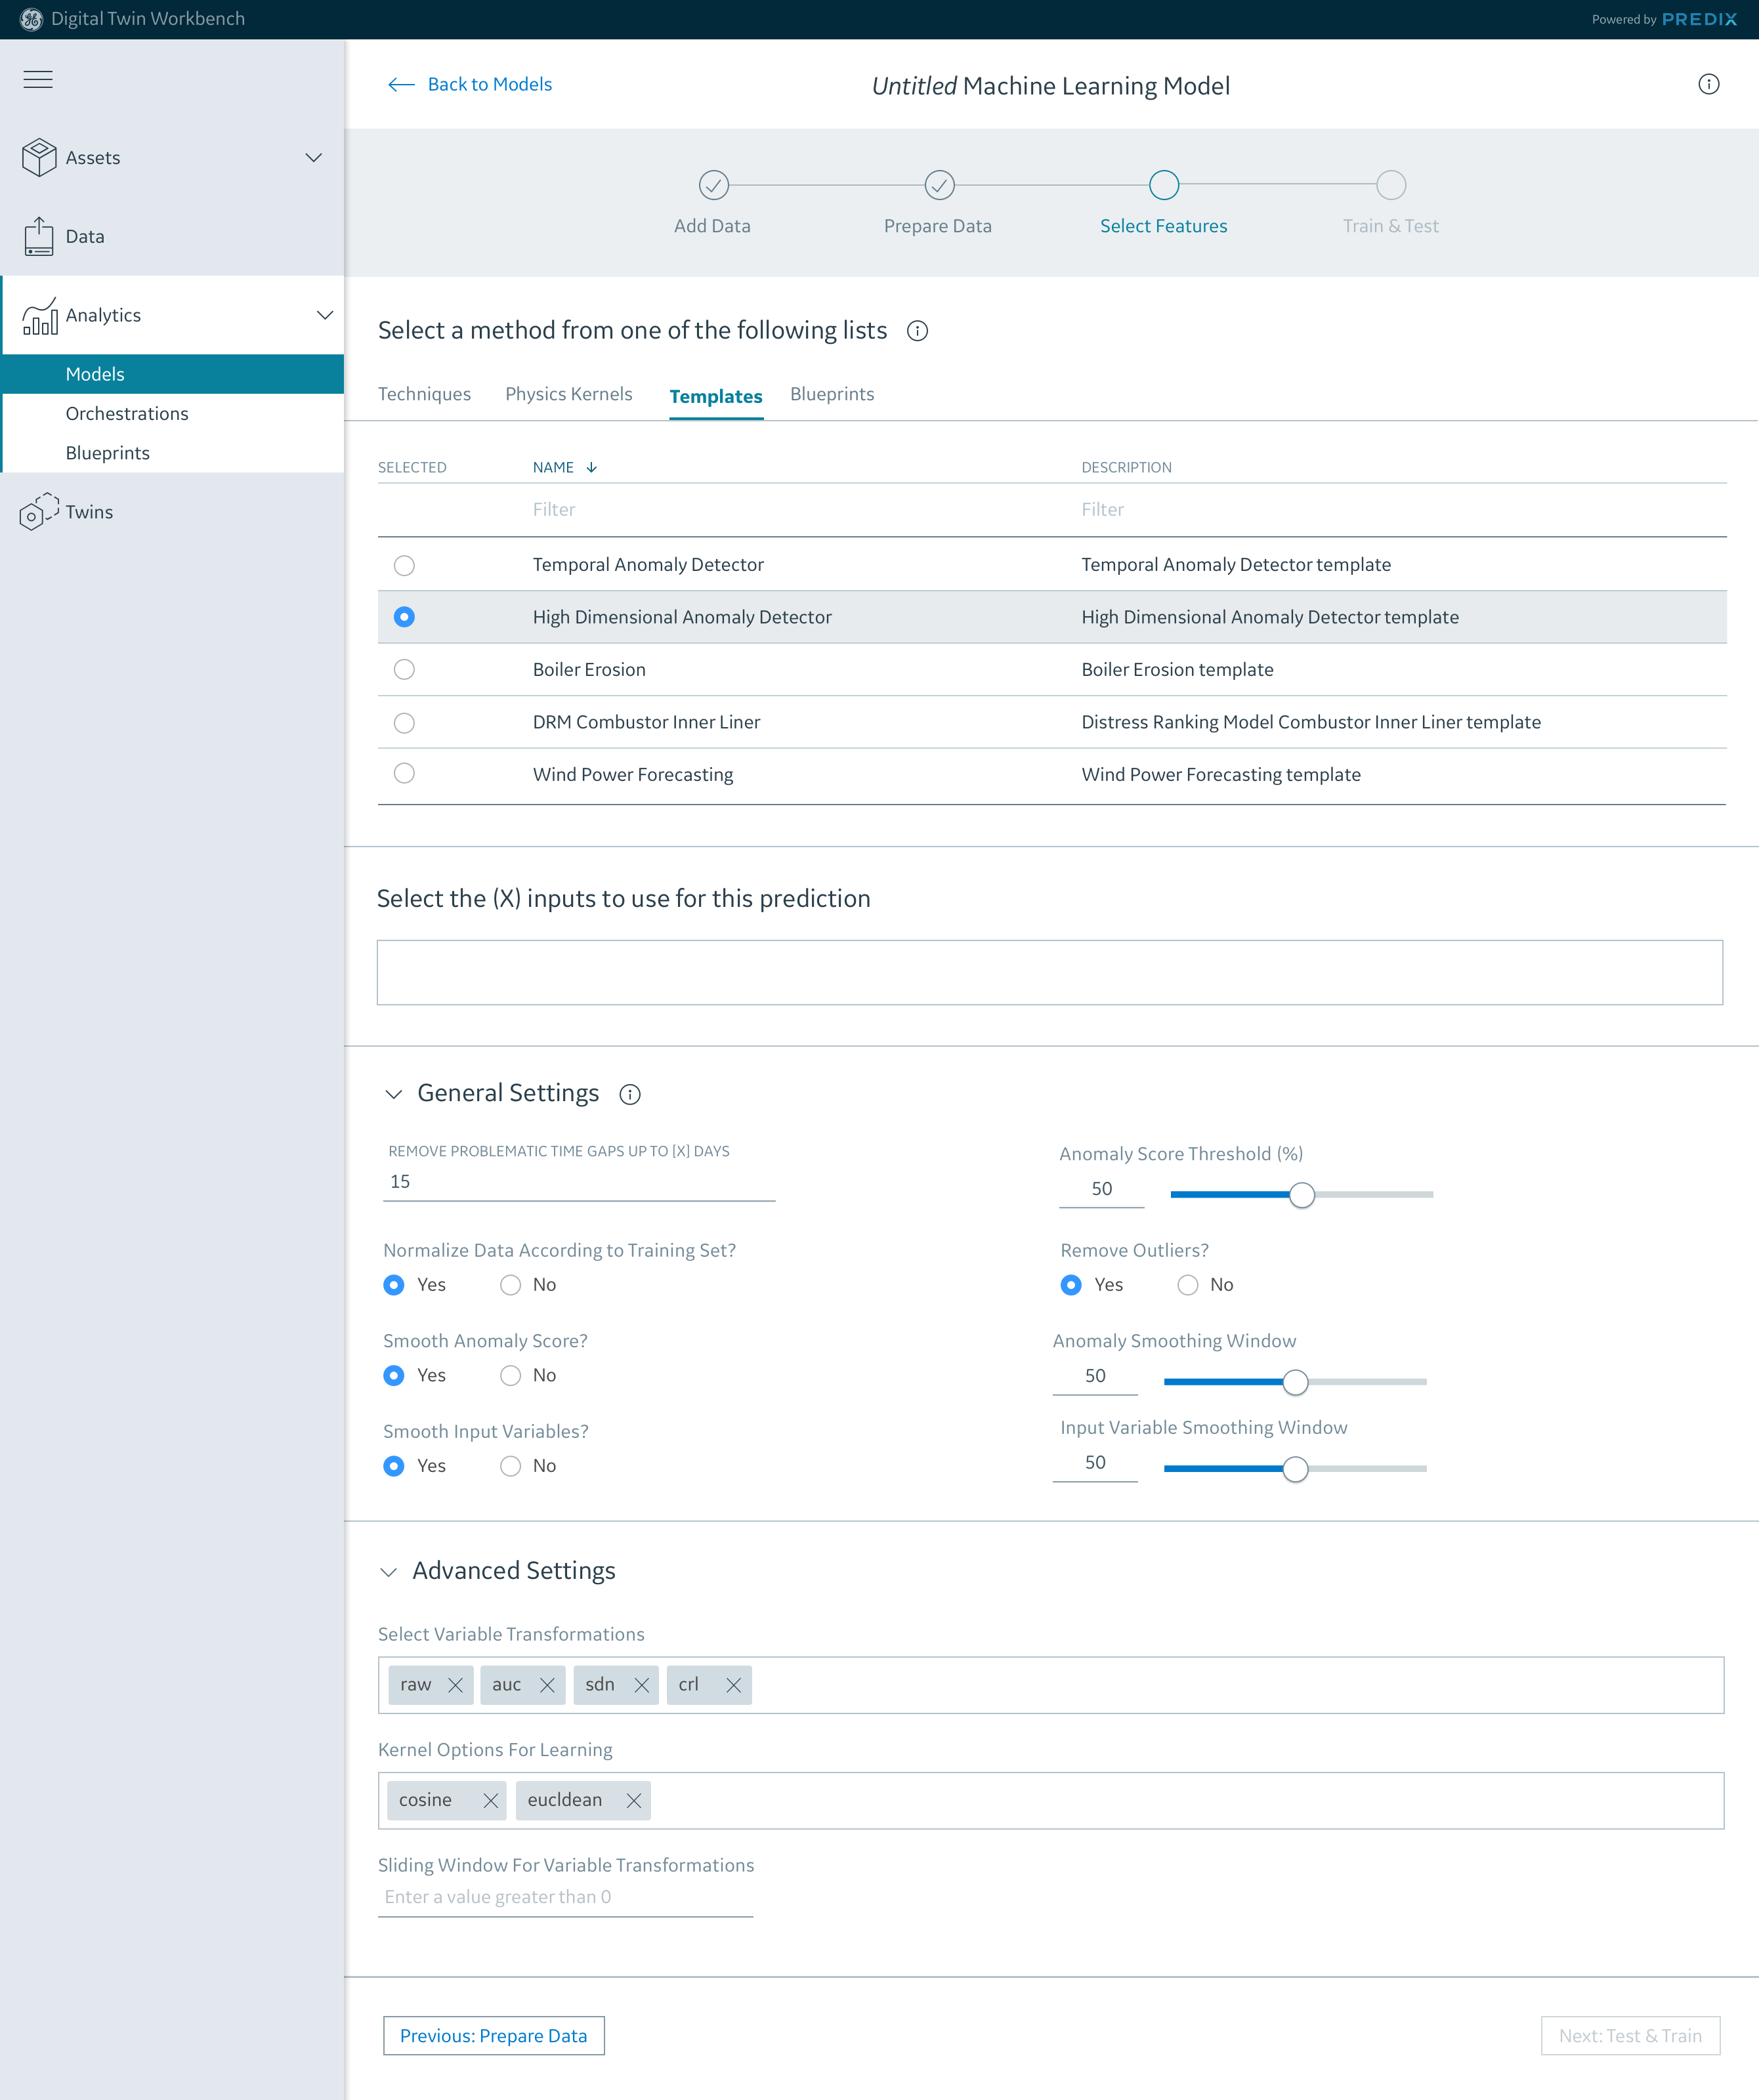 Digital Twin Workbench
Powered by PREDIX
Back to Models
Untitled Machine Learning Model
Assets
Data
Analytics
Models
Orchestrations
Blueprints
Twins
Add Data
Prepare Data
Select Features
Train & Test
Select a method from one of the following lists
Techniques Physics Kernels Templates Blueprints
SELECTED NAME DESCRIPTION
Filter Filter
Temporal Anomaly Detector Temporal Anomaly Detector template
High Dimensional Anomaly Detector High Dimensional Anomaly Detector template
Boiler Erosion Boiler Erosion template
DRM Combustor Inner Liner Distress Ranking Model Combustor Inner Liner template
Wind Power Forecasting Wind Power Forecasting template
Select the (X) inputs to use for this prediction
General Settings
REMOVE PROBLEMATIC TIME GAPS UP TO [X] DAYS
15
Anomaly Score Threshold (%)
50
Normalize Data According to Training Set?
Yes No
Remove Outliers?
Yes No
Smooth Anomaly Score?
Yes No
Anomaly Smoothing Window
50
Smooth Input Variables?
Yes No
Input Variable Smoothing Window
50
Advanced Settings
Select Variable Transformations
raw auc sdn crl
Kernel Options For Learning
cosine eucldean
Sliding Window For Variable Transformations
Enter a value greater than 0
Previous: Prepare Data
Next: Test & Train